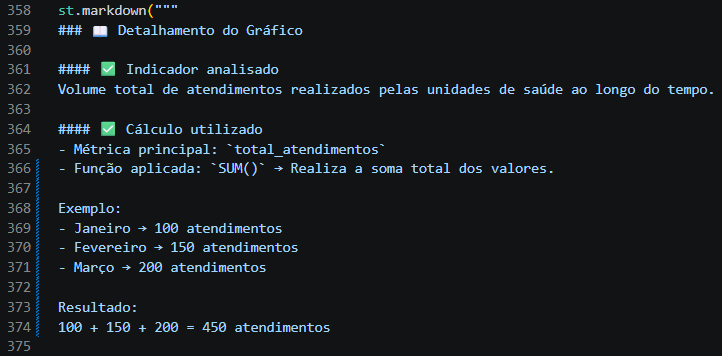 358 st.markdown("""
359 ### 📖 Detalhamento do Gráfico
360
361 #### ✅ Indicador analisado
362 Volume total de atendimentos realizados pelas unidades de saúde ao longo do tempo.
363
364 #### ✅ Cálculo utilizado
365 - Métrica principal: `total_atendimentos`
366 - Função aplicada: `SUM()` → Realiza a soma total dos valores.
367
368 Exemplo:
369 - Janeiro → 100 atendimentos
370 - Fevereiro → 150 atendimentos
371 - Março → 200 atendimentos
372
373 Resultado:
374 100 + 150 + 200 = 450 atendimentos
375